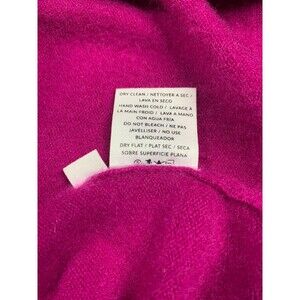 DRY CLEAN / NETTOYER A SEC /
LAVA EN SECO
HAND WASH COLD / LAVAGE À
LA MAIN FROID / LAVA A MANO
CON AGUA FRÍA
DO NOT BLEACH / NE PAS
JAVELLISER / NO USE
BLANQUEADOR
DRY FLAT / PLAT SEC / SECA
SOBRE SUPERFICIE PLANA